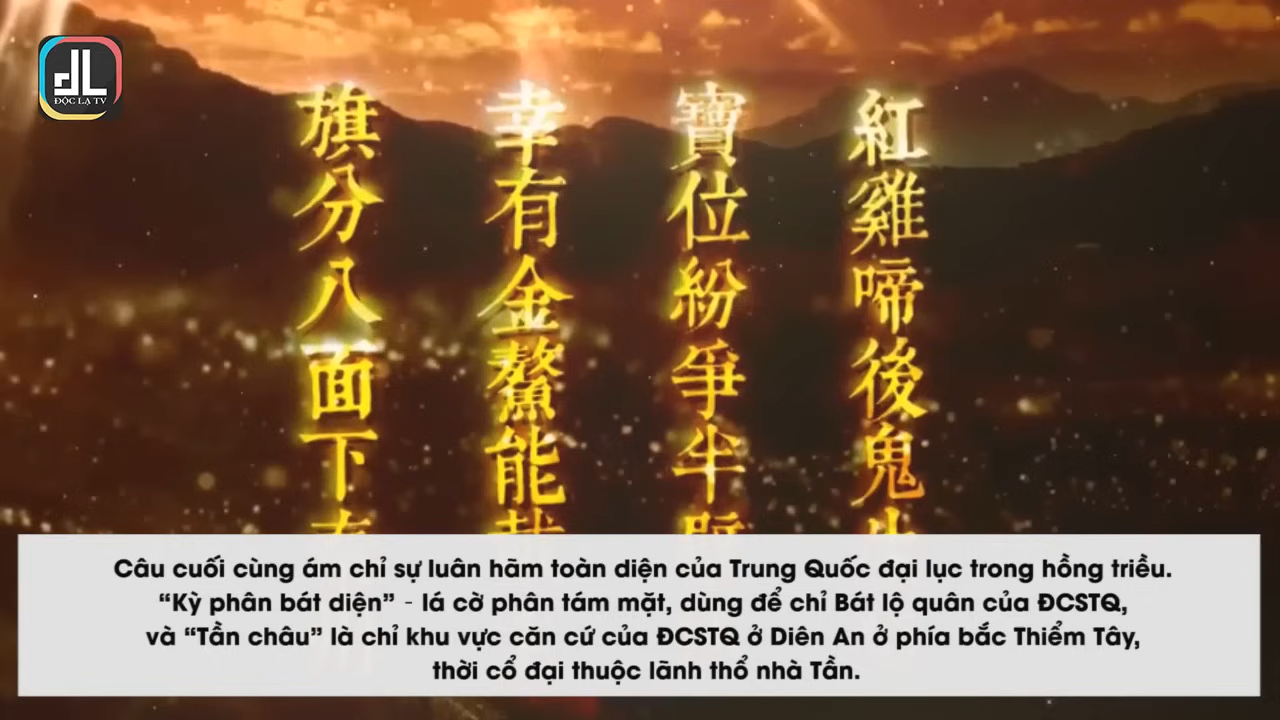 ĐỘC LẠ TV
紅雞啼後鬼
寶位紛爭半
幸有金鰲能
旗分八面下
Câu cuối cùng ám chỉ sự luân hãm toàn diện của Trung Quốc đại lục trong hồng triều.
“Kỳ phân bát diện” - lá cờ phân tám mặt, dùng để chỉ Bát lộ quân của ĐCSTQ,
và “Tần châu” là chỉ khu vực căn cứ của ĐCSTQ ở Diên An ở phía bắc Thiểm Tây,
thời cổ đại thuộc lãnh thổ nhà Tần.